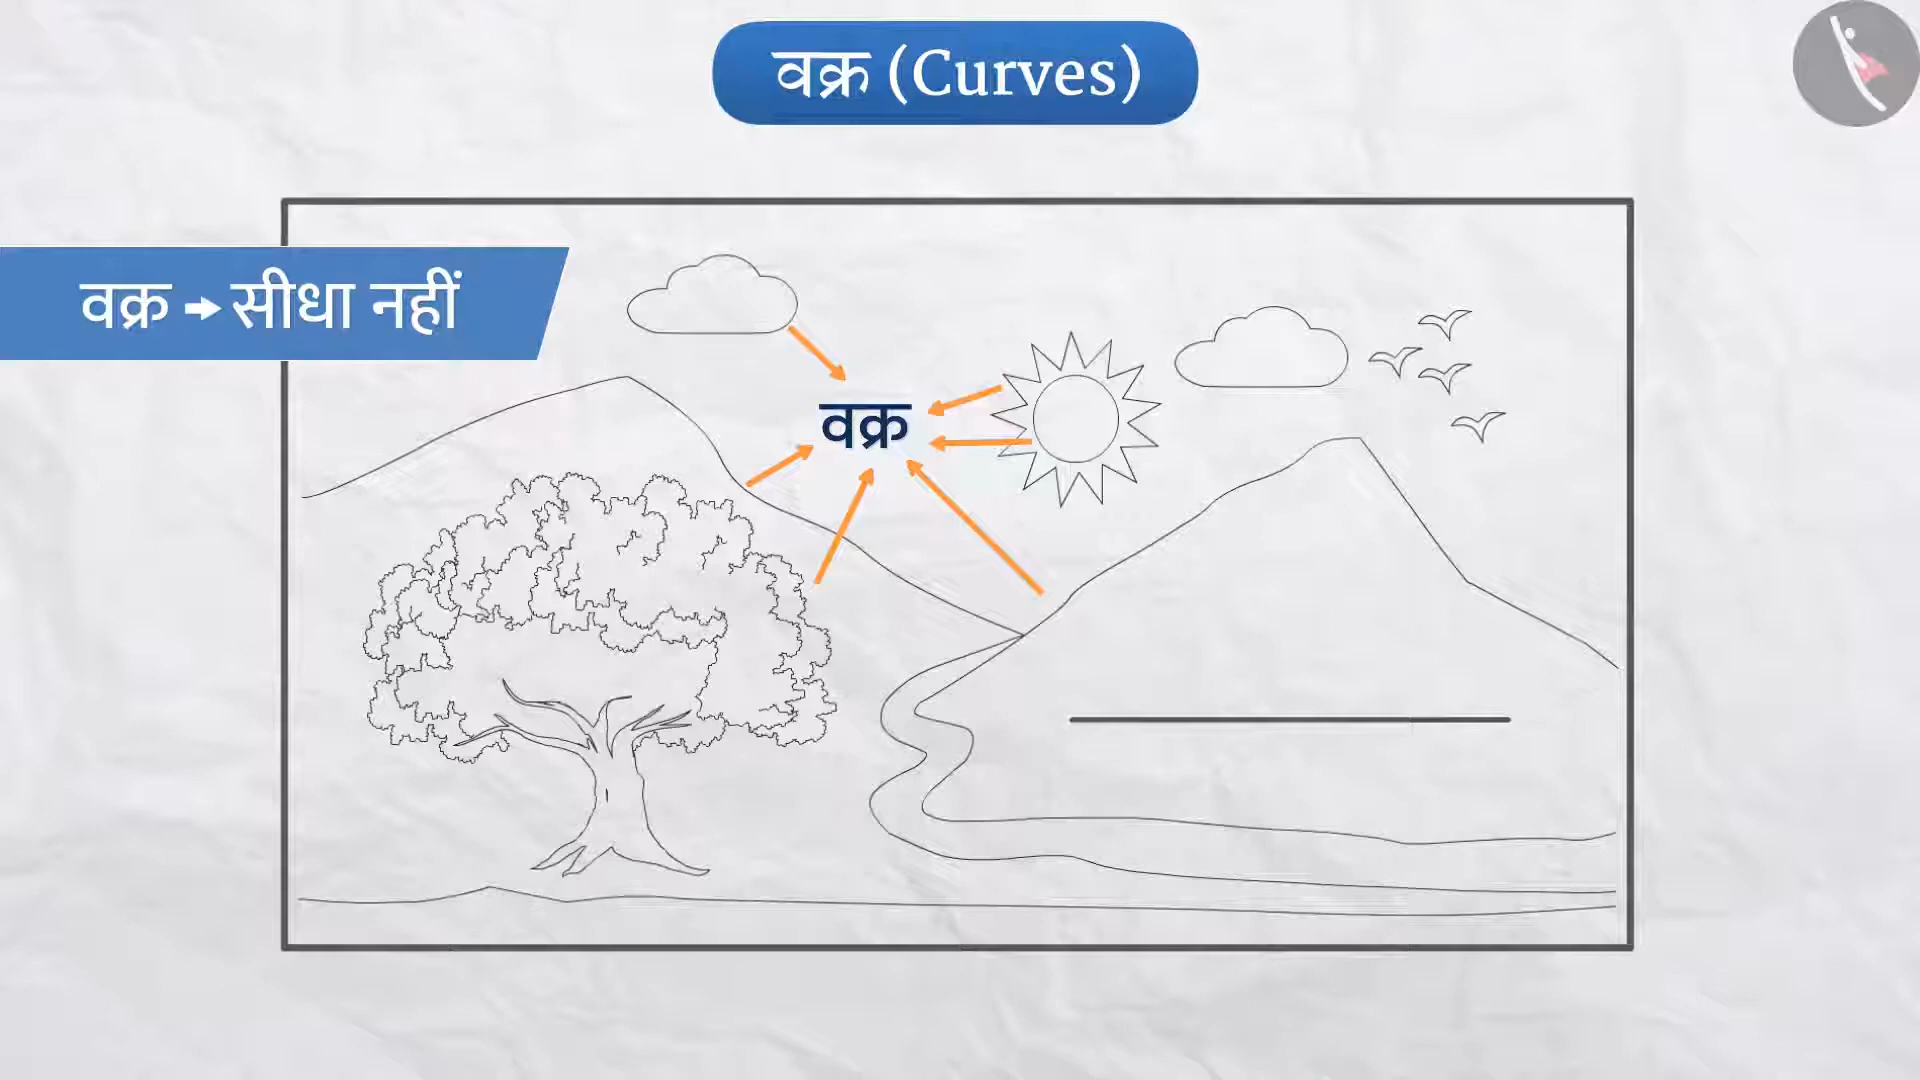 वक्र (Curves)
वक्र → सीधा नहीं
वक्र